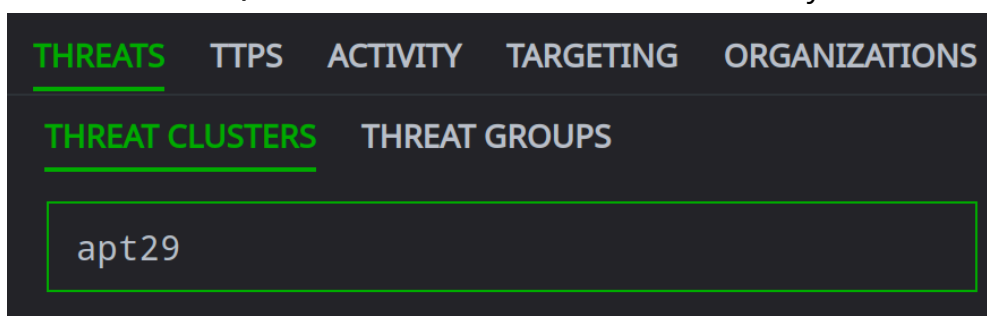 THREATS TTPS ACTIVITY TARGETING ORGANIZATIONS
THREAT CLUSTERS THREAT GROUPS
apt29